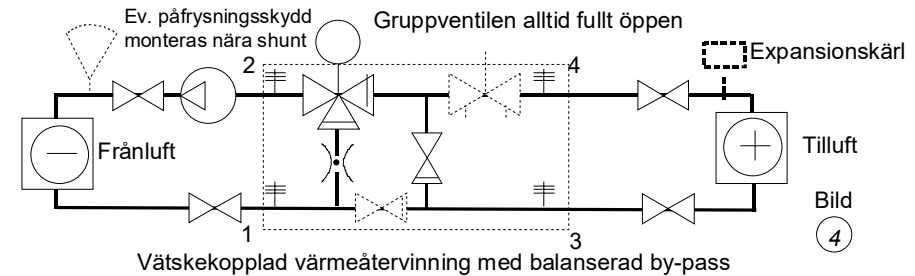 Ev. påfrysningsskydd
monteras nära shunt
Gruppventilen alltid fullt öppen
2
4
Expansionskärl
Frånluft
Tilluft
1
3
Bild
4
Vätskekopplad värmeåtervinning med balanserad by-pass